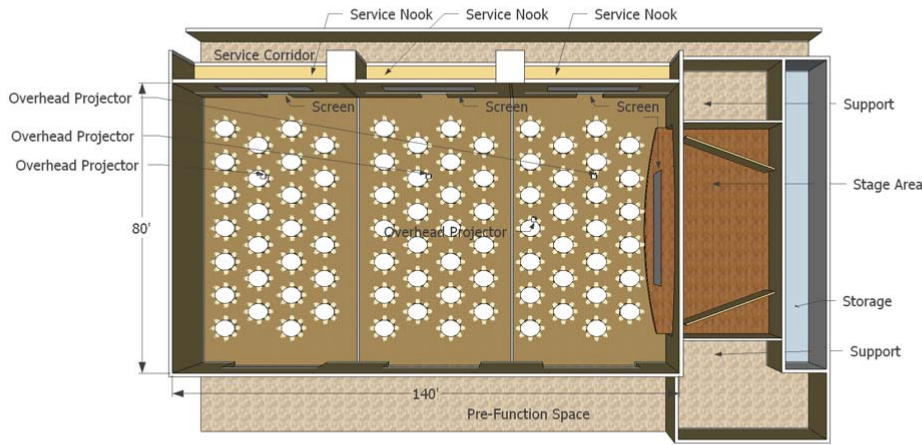 Service Nook
Service Nook
Service Nook
Service Corridor
Overhead Projector
Screen
Screen
Screen
Support
Overhead Projector
Overhead Projector
Stage Area
80'
Overhead Projector
Storage
Support
140'
Pre-Function Space